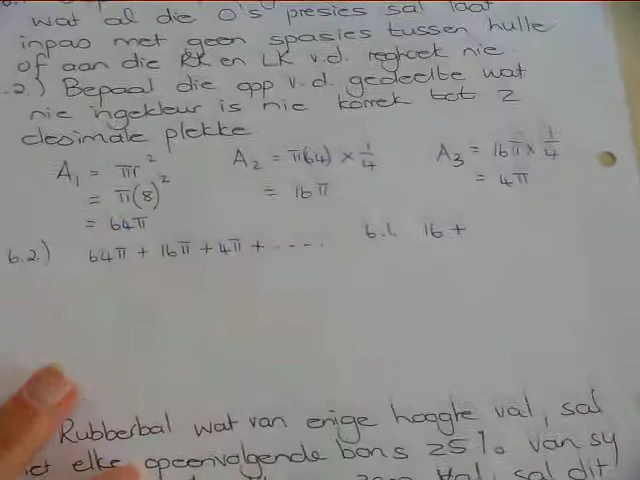 wat al die O's presies sal laat
inpas met geen spasies tussen hulle
of aan die RK en LK v.d. reghoek nie
.2.) Bepaal die opp v.d. gedeelte wat
nie ingekleur is nie korrek tot 2
desimale plekke
A₁ = πr² A₂ = π(64) × 1/4 A₃ = 16π × 1/4
= π(8)² = 16π = 4π
= 64π
6.2.) 64π + 16π + 4π + ..... 6.1. 16 +
Rubberbal wat van enige hoogte val, sal
elke opeenvolgende bons 25% van sy
val, sal dit